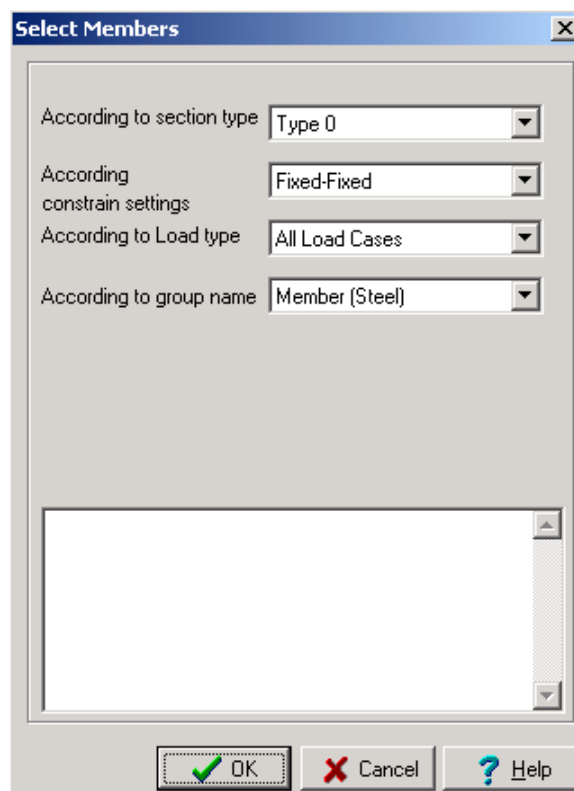 Select Members
According to section type Type 0
According
constrain settings Fixed-Fixed
According to Load type All Load Cases
According to group name Member (Steel)
OK Cancel Help